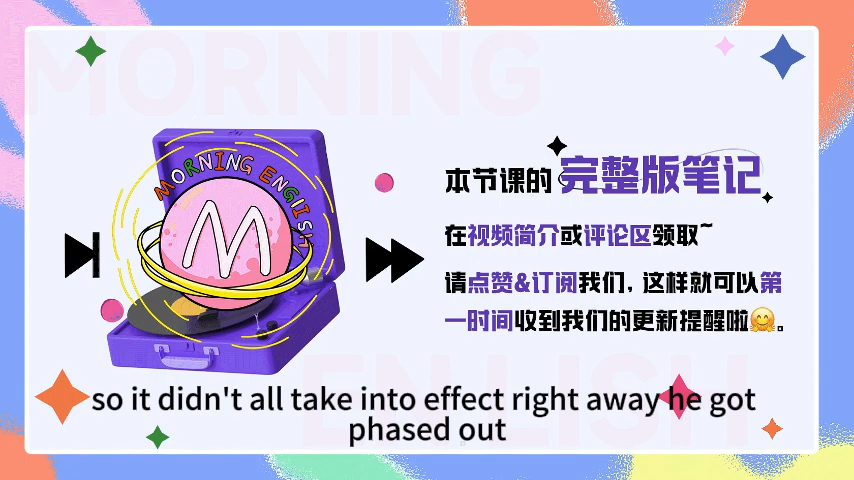 MORNING
MORNING ENGlISH
M
本节课的 完整版笔记
在视频简介或评论区领取~
请点赞&订阅我们，这样就可以第
一时间收到我们的更新提醒啦🤗。
ENGLISH
so it didn't all take into effect right away he got
phased out